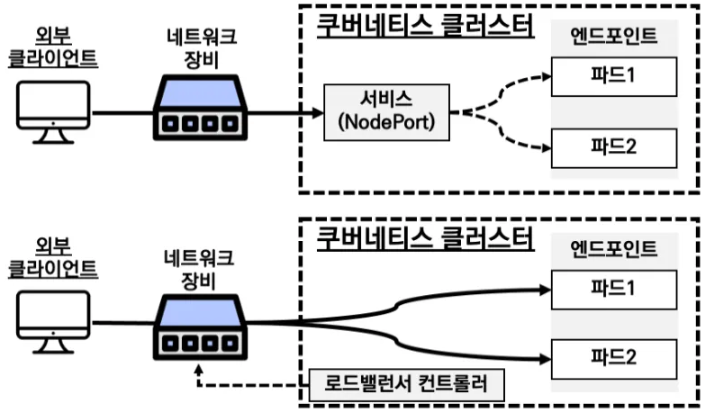 외부
클라이언트
네트워크
장비
쿠버네티스 클러스터
서비스
(NodePort)
엔드포인트
파드1
파드2
외부
클라이언트
네트워크
장비
쿠버네티스 클러스터
엔드포인트
파드1
파드2
로드밸런서 컨트롤러